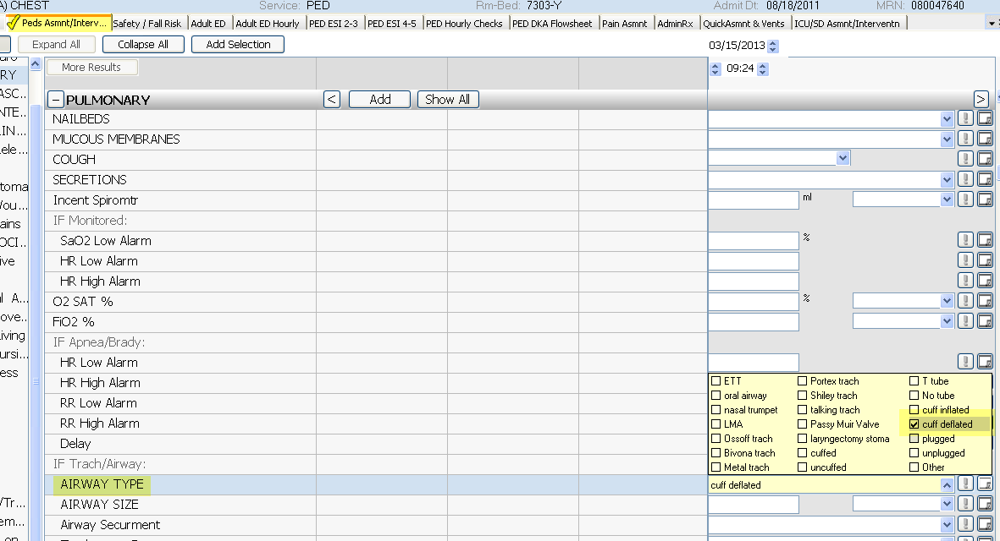 A) CHEST Service: PED Rm-Bed: 7303-Y Admit Dt: 08/18/2011 MRN: 080047640
Peds Asmnt/Interv... Safety / Fall Risk Adult ED Adult ED Hourly PED ESI 2-3 PED ESI 4-5 PED Hourly Checks PED DKA Flowsheet Pain Asmnt AdminRx QuickAsmnt & Vents ICU/SD Asmnt/Interventn
Expand All Collapse All Add Selection 03/15/2013
More Results 09:24
RY
ASC...
NTE...
LIN...
ele...
toma
Wou...
ains
OCI...
ive
l A...
ove...
Living
ursi...
ess
/Tr...
em...
on
− PULMONARY < Add Show All >
NAILBEDS
MUCOUS MEMBRANES
COUGH
SECRETIONS
Incent Spiromtr ml
IF Monitored:
SaO2 Low Alarm %
HR Low Alarm
HR High Alarm
O2 SAT % %
FiO2 %
IF Apnea/Brady:
HR Low Alarm
HR High Alarm
RR Low Alarm
RR High Alarm
Delay
IF Trach/Airway:
ETT Portex trach T tube
oral airway Shiley trach No tube
nasal trumpet talking trach cuff inflated
LMA Passy Muir Valve cuff deflated
Ossoff trach laryngectomy stoma plugged
Bivona trach cuffed unplugged
Metal trach uncuffed Other
AIRWAY TYPE cuff deflated
AIRWAY SIZE
Airway Securment